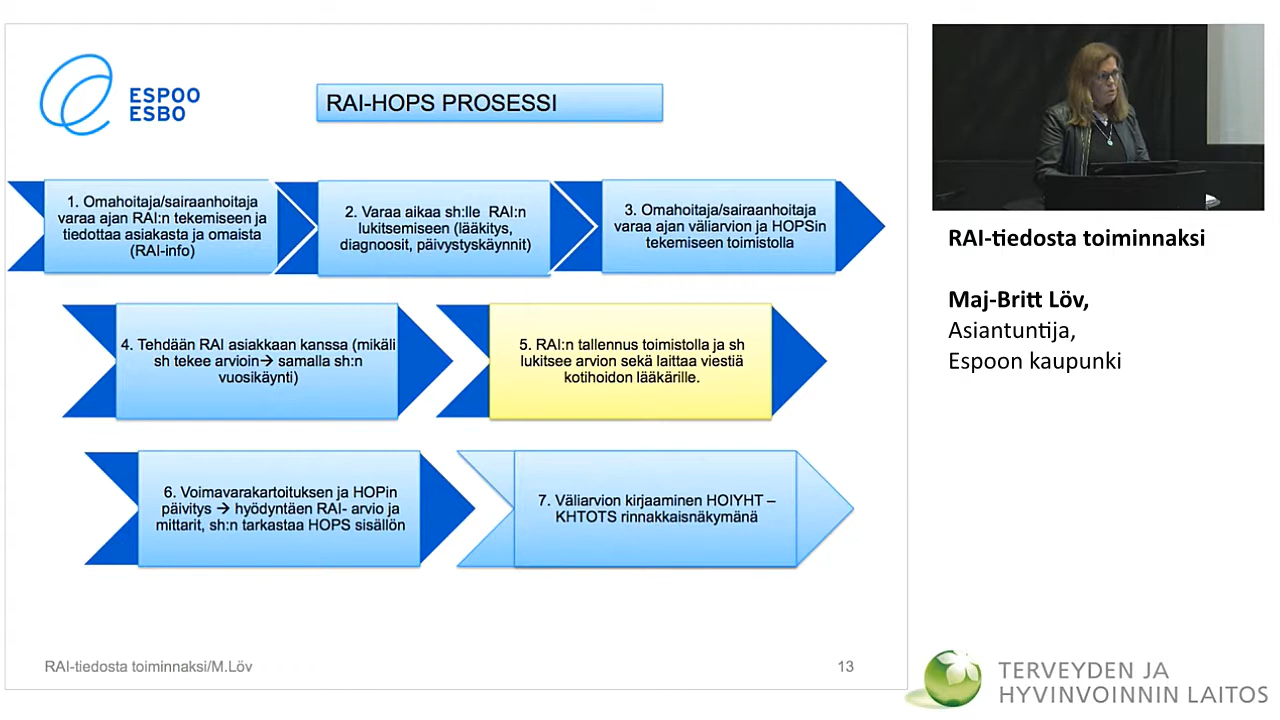 ESPOO
ESBO
RAI-HOPS PROSESSI
1. Omahoitaja/sairaanhoitaja
varaa ajan RAI:n tekemiseen ja
tiedottaa asiakasta ja omaista
(RAI-info)
2. Varaa aikaa sh:lle RAI:n
lukitsemiseen (lääkitys,
diagnoosit, päivystyskäynnit)
3. Omahoitaja/sairaanhoitaja
varaa ajan väliarvion ja HOPSin
tekemiseen toimistolla
4. Tehdään RAI asiakkaan kanssa (mikäli
sh tekee arvioin→ samalla sh:n
vuosikäynti)
5. RAI:n tallennus toimistolla ja sh
lukitsee arvion sekä laittaa viestiä
kotihoidon lääkärille.
6. Voimavarakartoituksen ja HOPin
päivitys → hyödyntäen RAI- arvio ja
mittarit, sh:n tarkastaa HOPS sisällön
7. Väliarvion kirjaaminen HOIYHT –
KHTOTS rinnakkaisnäkymänä
RAI-tiedosta toiminnaksi/M.Löv
13
RAI-tiedosta toiminnaksi
Maj-Britt Löv,
Asiantuntija,
Espoon kaupunki
TERVEYDEN JA
HYVINVOINNIN LAITOS